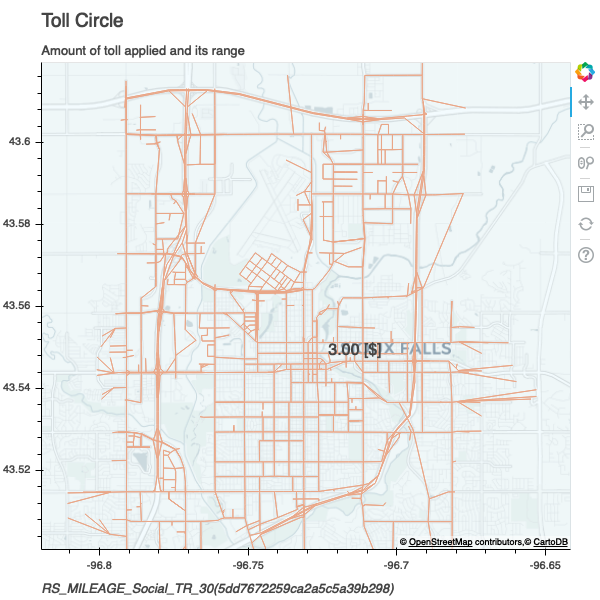 Toll Circle
Amount of toll applied and its range
43.6
43.58
43.56
3.00 [$]
X FALLS
43.54
43.52
© OpenStreetMap contributors,© CartoDB
-96.8
-96.75
-96.7
-96.65
RS_MILEAGE_Social_TR_30(5dd7672259ca2a5c5a39b298)